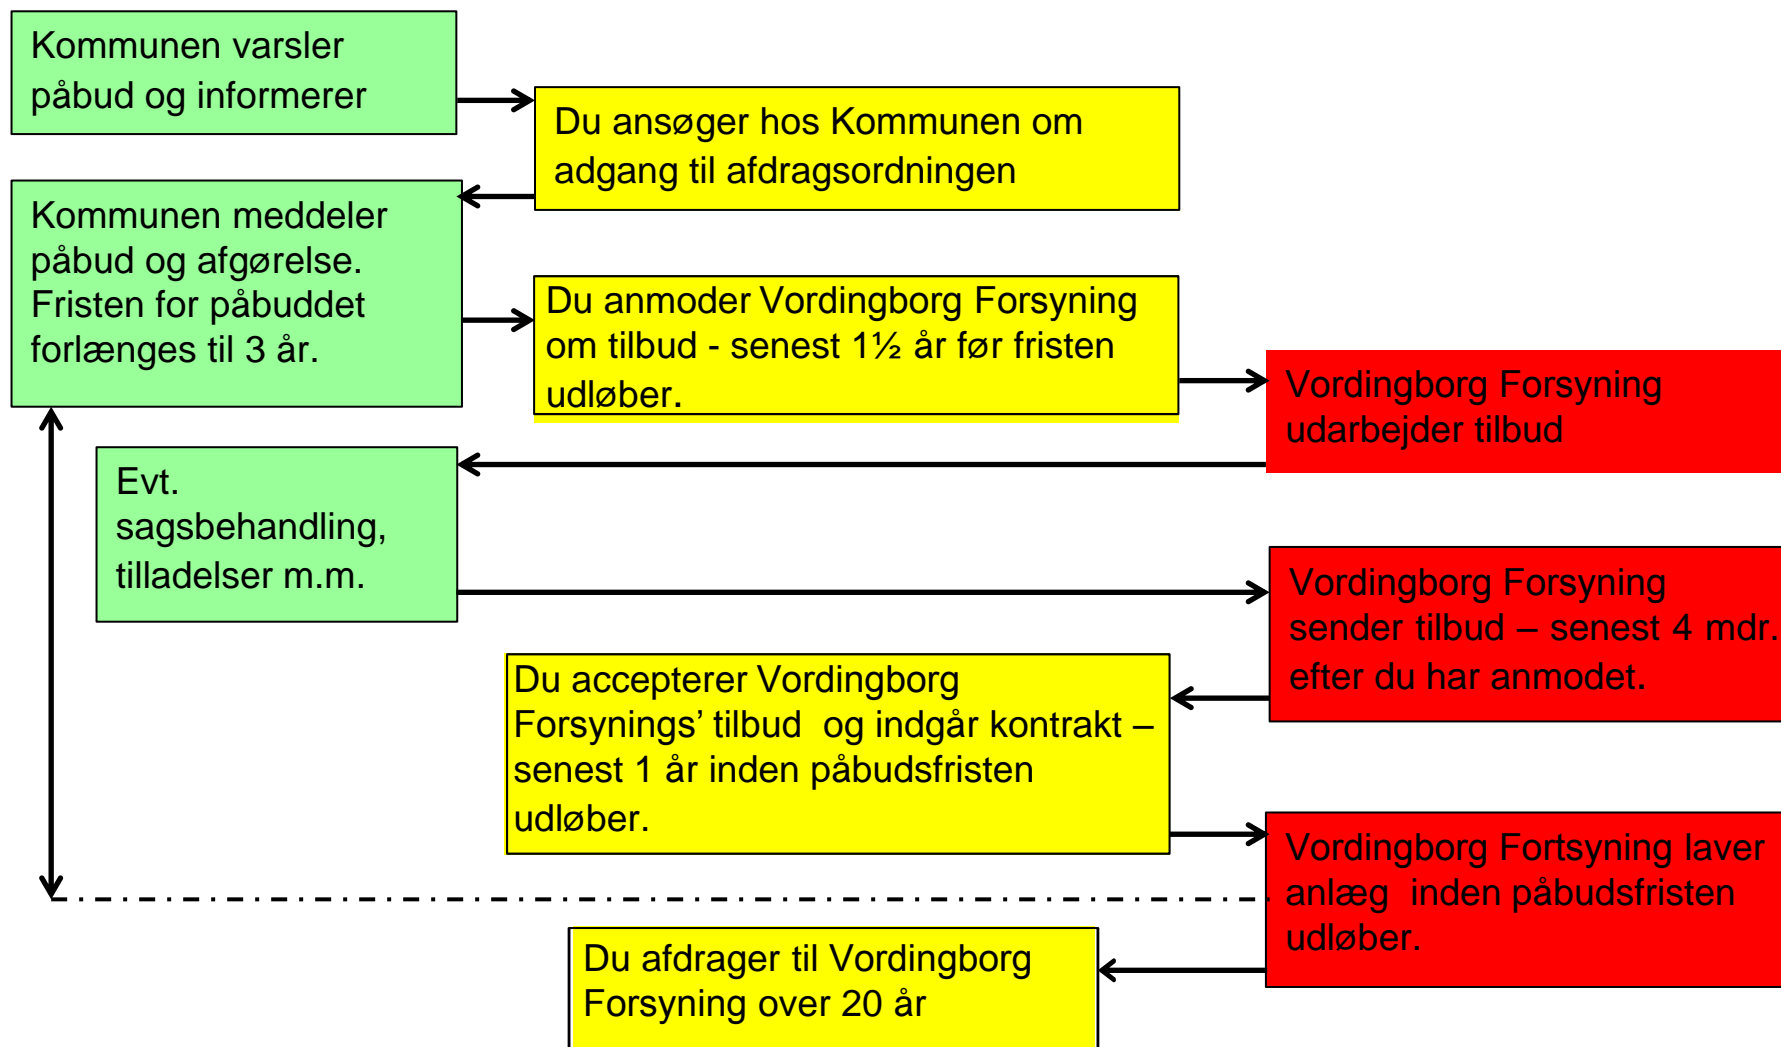 Kommunen varsler
påbud og informerer
Du ansøger hos Kommunen om
adgang til afdragsordningen
Kommunen meddeler
påbud og afgørelse.
Fristen for påbuddet
forlænges til 3 år.
Du anmoder Vordingborg Forsyning
om tilbud - senest 1½ år før fristen
udløber.
Vordingborg Forsyning
udarbejder tilbud
Evt.
sagsbehandling,
tilladelser m.m.
Vordingborg Forsyning
sender tilbud – senest 4 mdr.
efter du har anmodet.
Du accepterer Vordingborg
Forsynings’ tilbud  og indgår kontrakt –
senest 1 år inden påbudsfristen
udløber.
Vordingborg Fortsyning laver
anlæg  inden påbudsfristen
udløber.
Du afdrager til Vordingborg
Forsyning over 20 år